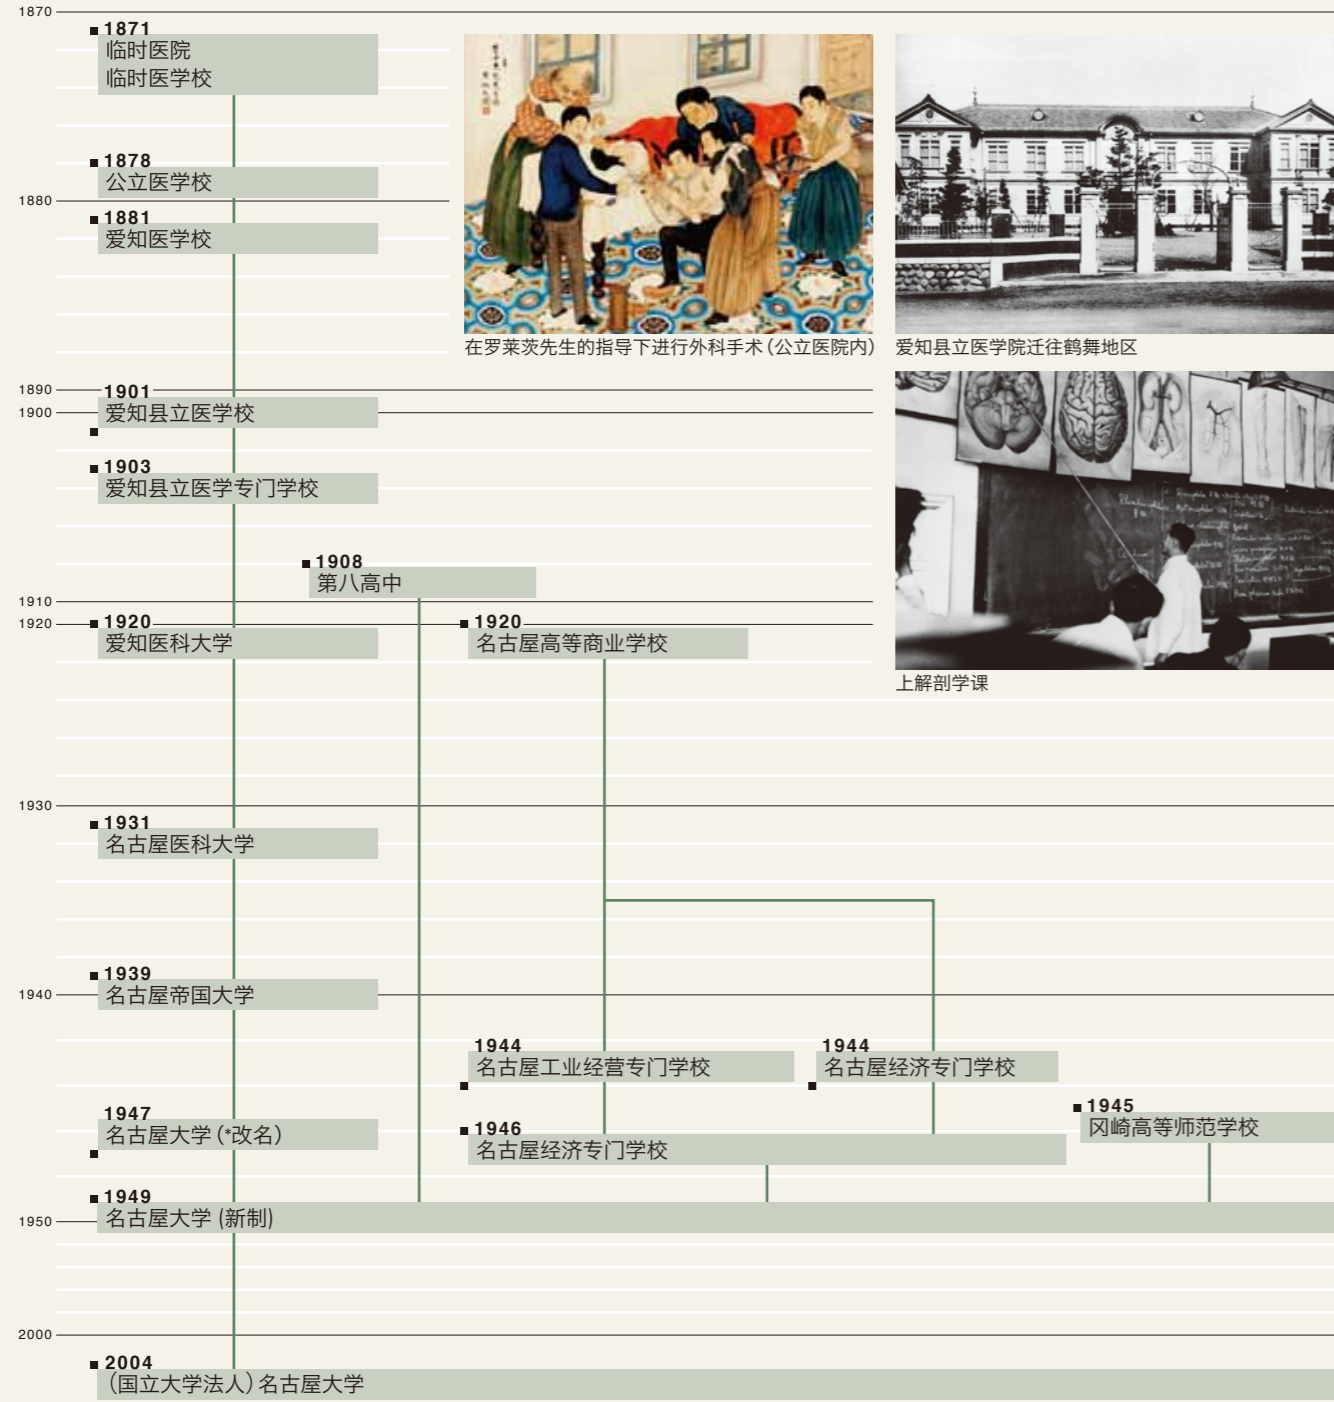 1870
1871
临时医院
临时医学校
1878
公立医学校
1880
1881
爱知医学校
在罗莱茨先生的指导下进行外科手术（公立医院内）
爱知县立医学院迁往鹤舞地区
1890
1901
1900
爱知县立医学校
1903
爱知县立医学专门学校
1908
第八高中
上解剖学课
1910
1920
1920
爱知医科大学
1920
名古屋高等商业学校
1930
1931
名古屋医科大学
1939
名古屋帝国大学
1940
1944
名古屋工业经营专门学校
1944
名古屋经济专门学校
1945
冈崎高等师范学校
1947
名古屋大学（*改名）
1946
名古屋经济专门学校
1949
名古屋大学 (新制)
1950
2000
2004
（国立大学法人）名古屋大学